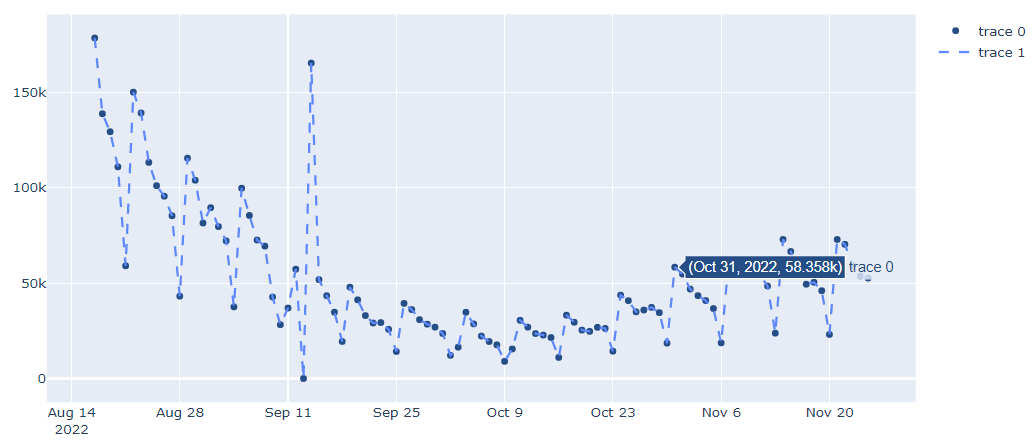 trace 0
trace 1
150k
100k
50k
0
(Oct 31, 2022, 58.358k) trace 0
Aug 14
2022
Aug 28
Sep 11
Sep 25
Oct 9
Oct 23
Nov 6
Nov 20